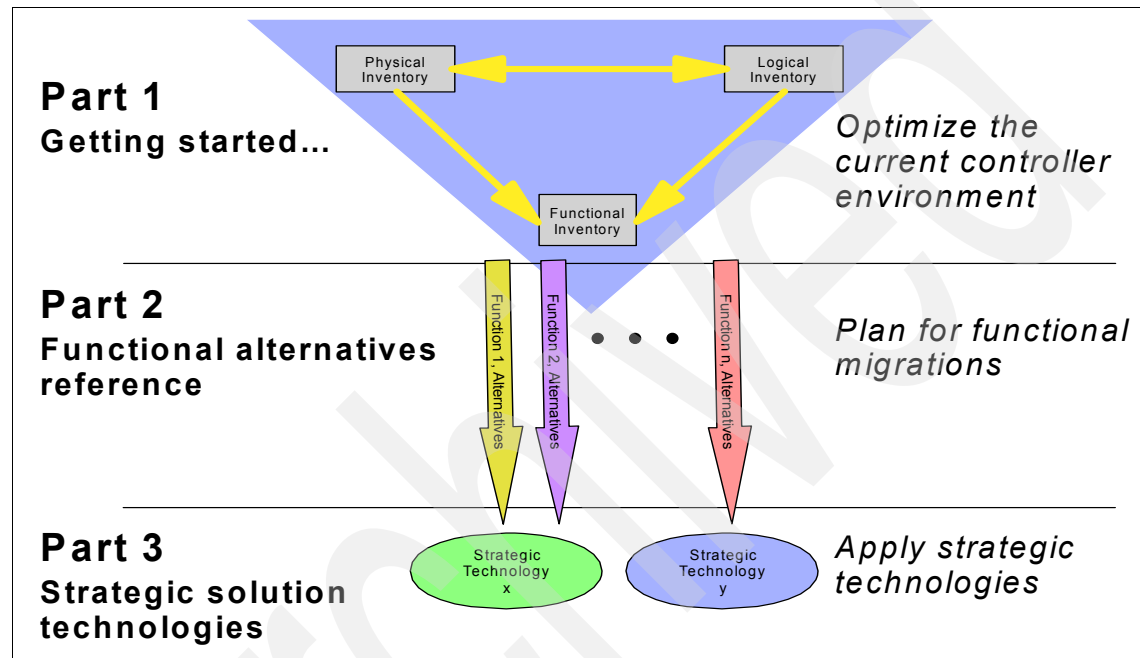 Physical
Inventory
Logical
Inventory
Part 1
Getting started...
Optimize the
current controller
environment
Functional
Inventory
Part 2
Functional alternatives
reference
Function 1, Alternatives
Function 2, Alternatives
Function n, Alternatives
Plan for functional
migrations
Part 3
Strategic solution
technologies
Strategic
Technology
x
Strategic
Technology
y
Apply strategic
technologies
Archived